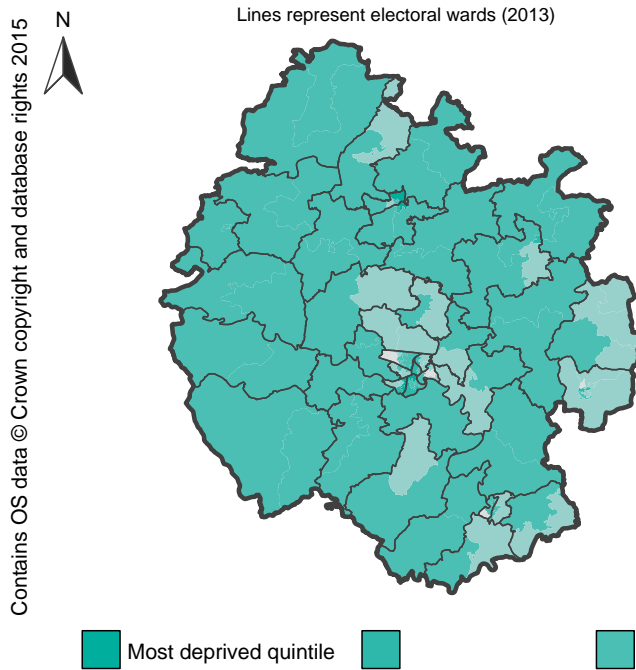 Lines represent electoral wards (2013)
N
Contains OS data © Crown copyright and database rights 2015
Most deprived quintile